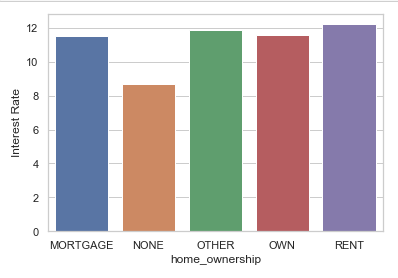 Interest Rate
12
10
8
6
4
2
0
MORTGAGE NONE OTHER OWN RENT
home_ownership